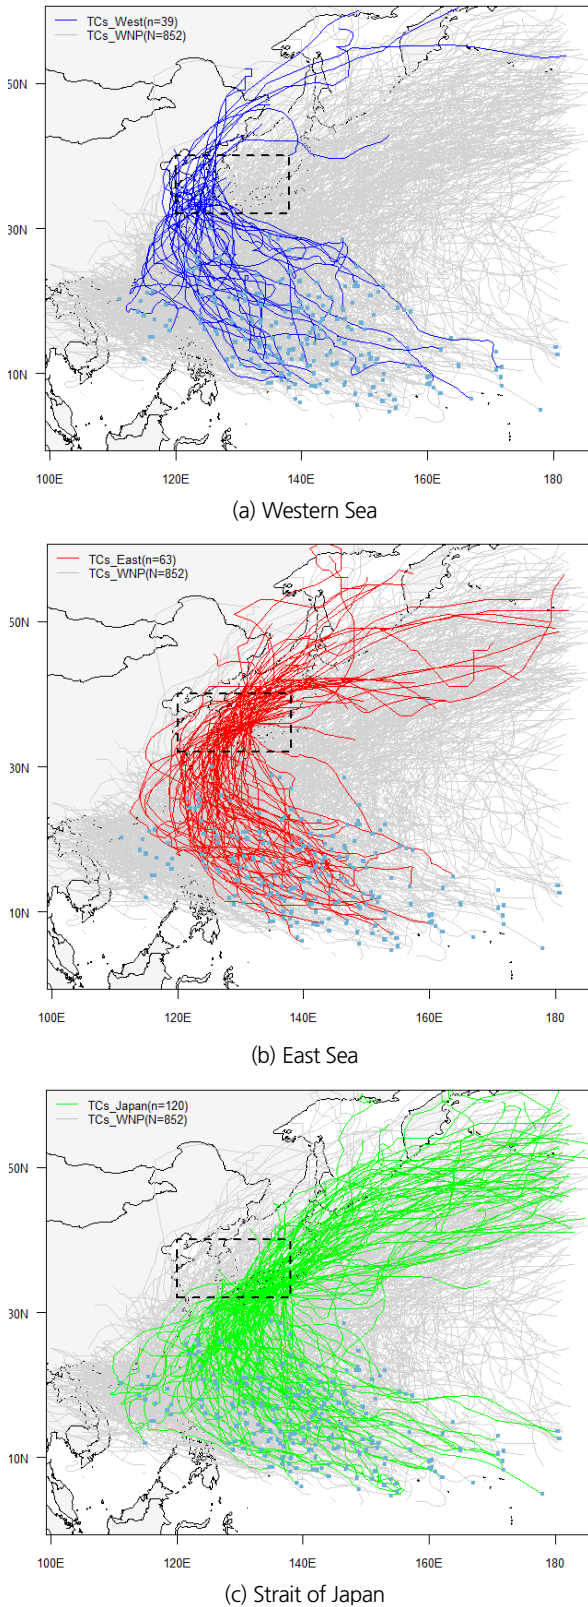 TCs_West(n=39)
TCs_WNP(N=852)
50N
30N
10N
100E 120E 140E 160E 180
(a) Western Sea
TCs_East(n=63)
TCs_WNP(N=852)
50N
30N
10N
100E 120E 140E 160E 180
(b) East Sea
TCs_Japan(n=120)
TCs_WNP(N=852)
50N
30N
10N
100E 120E 140E 160E 180
(c) Strait of Japan